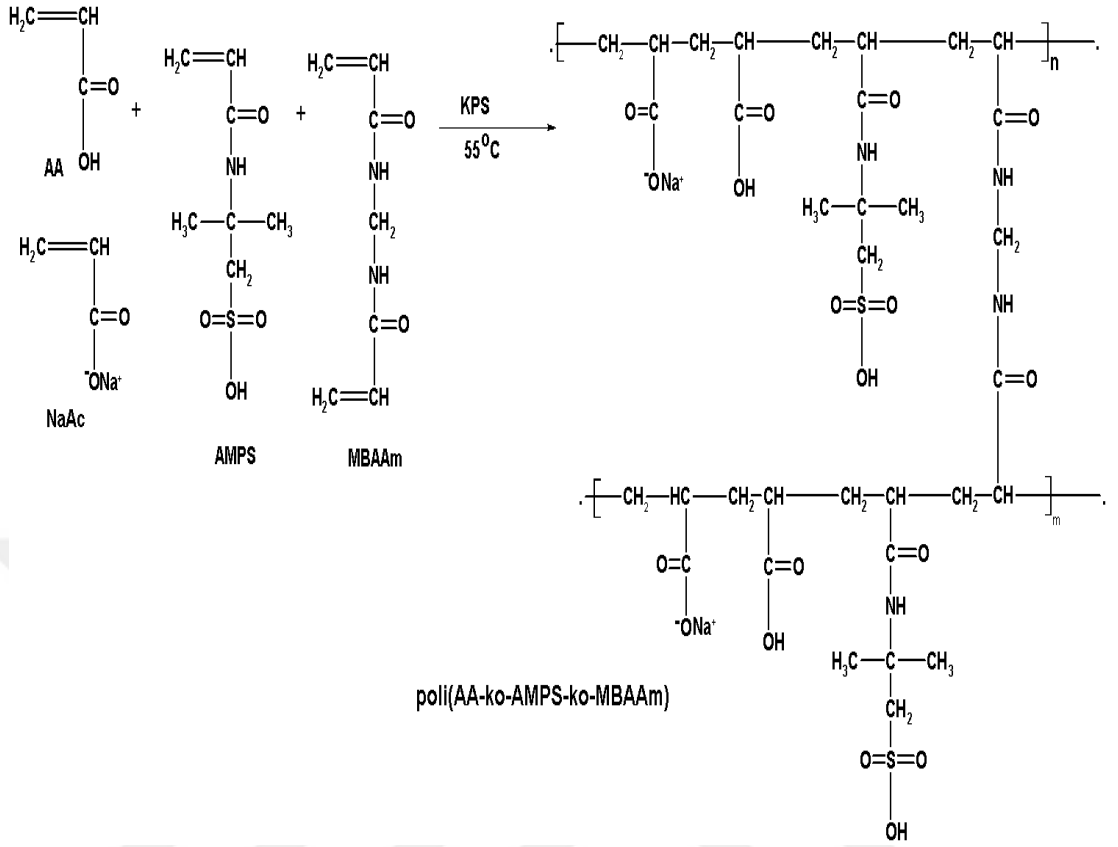 H₂C=CH
C=O
OH
AA
+
H₂C=CH
C=O
⁻ONa⁺
NaAc
H₂C=CH
C=O
NH
H₃C—C—CH₃
CH₂
O=S=O
OH
AMPS
+
H₂C=CH
C=O
NH
CH₂
NH
C=O
H₂C=CH
MBAAm
KPS
55⁰C
[CH₂—CH—CH₂—CH—CH₂—CH—CH₂—CH]n
O=C C=O C=O C=O
⁻ONa⁺ OH NH NH
H₃C—C—CH₃ CH₂
CH₂ NH
O=S=O
OH C=O
[CH₂—HC—CH₂—CH—CH₂—CH—CH₂—CH]m
O=C C=O C=O
⁻ONa⁺ OH NH
H₃C—C—CH₃
CH₂
O=S=O
OH
poli(AA-ko-AMPS-ko-MBAAm)